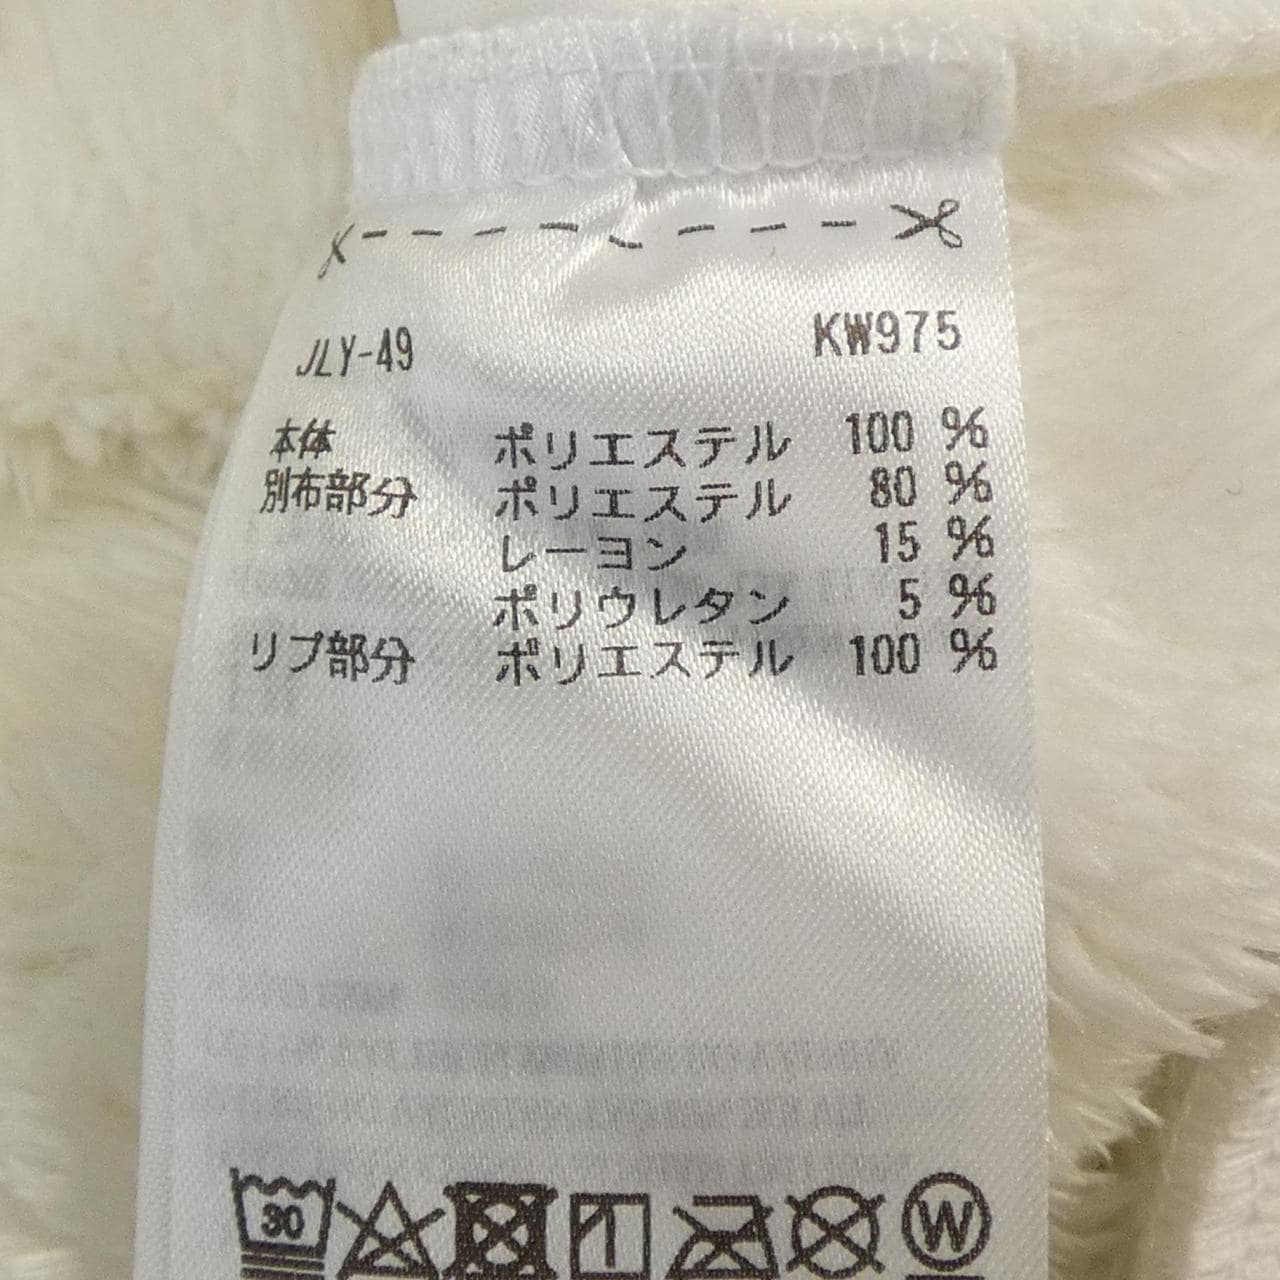 JLY-49 KW975
本体 ポリエステル 100 %
別布部分 ポリエステル 80 %
レーヨン 15 %
ポリウレタン 5 %
リブ部分 ポリエステル 100 %
30 W